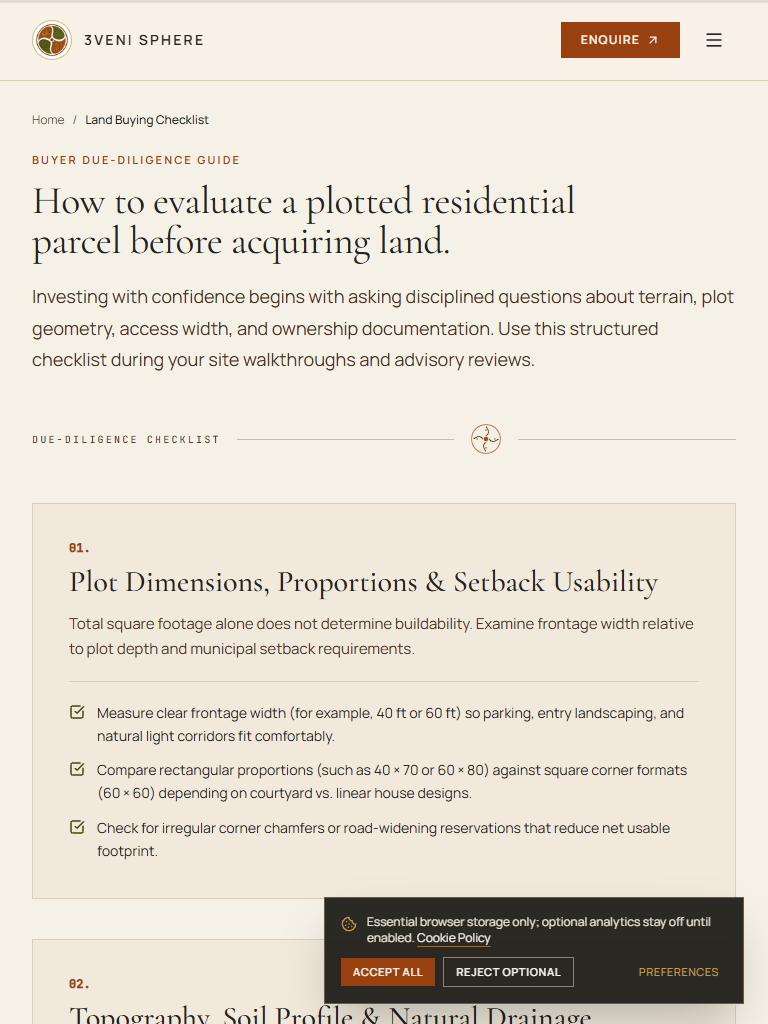 3VENI SPHERE
ENQUIRE
Home / Land Buying Checklist
BUYER DUE-DILIGENCE GUIDE
How to evaluate a plotted residential
parcel before acquiring land.
Investing with confidence begins with asking disciplined questions about terrain, plot
geometry, access width, and ownership documentation. Use this structured
checklist during your site walkthroughs and advisory reviews.
DUE-DILIGENCE CHECKLIST
01.
Plot Dimensions, Proportions & Setback Usability
Total square footage alone does not determine buildability. Examine frontage width relative
to plot depth and municipal setback requirements.
Measure clear frontage width (for example, 40 ft or 60 ft) so parking, entry landscaping, and
natural light corridors fit comfortably.
Compare rectangular proportions (such as 40 × 70 or 60 × 80) against square corner formats
(60 × 60) depending on courtyard vs. linear house designs.
Check for irregular corner chamfers or road-widening reservations that reduce net usable
footprint.
02.
Topography, Soil Profile & Natural Drainage
Essential browser storage only; optional analytics stay off until
enabled. Cookie Policy
ACCEPT ALL
REJECT OPTIONAL
PREFERENCES